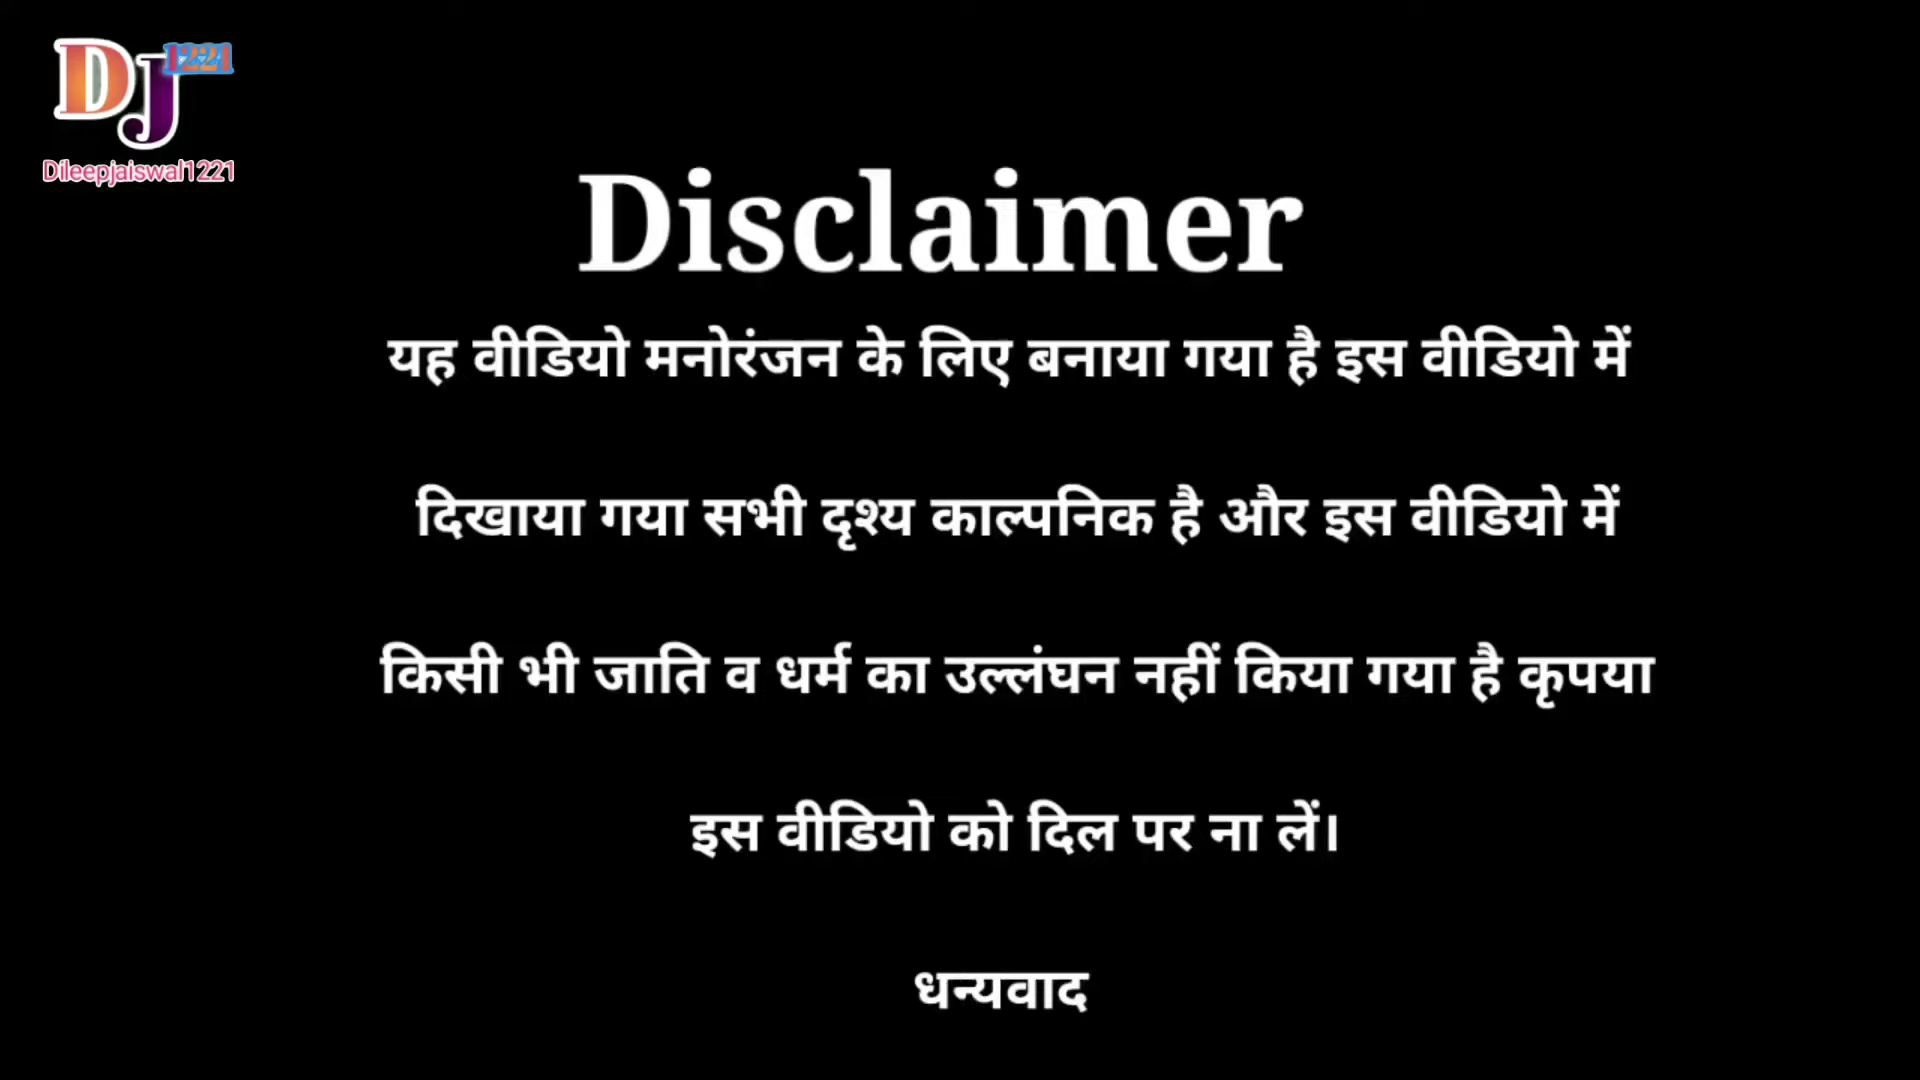 DJ 1221
Dileepjaiswal1221
Disclaimer
यह वीडियो मनोरंजन के लिए बनाया गया है इस वीडियो में
दिखाया गया सभी दृश्य काल्पनिक है और इस वीडियो में
किसी भी जाति व धर्म का उल्लंघन नहीं किया गया है कृपया
इस वीडियो को दिल पर ना लें।
धन्यवाद